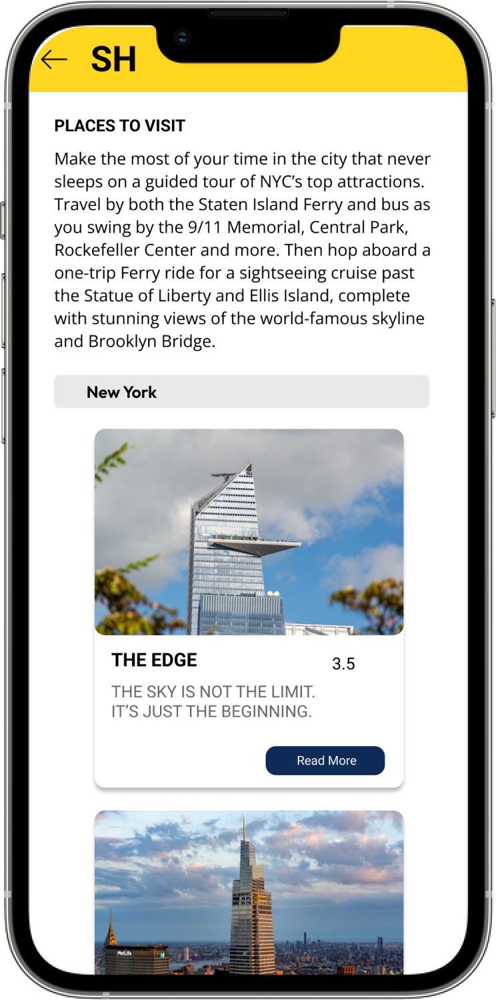 SH
PLACES TO VISIT
Make the most of your time in the city that never
sleeps on a guided tour of NYC’s top attractions.
Travel by both the Staten Island Ferry and bus as
you swing by the 9/11 Memorial, Central Park,
Rockefeller Center and more. Then hop aboard a
one-trip Ferry ride for a sightseeing cruise past
the Statue of Liberty and Ellis Island, complete
with stunning views of the world-famous skyline
and Brooklyn Bridge.
New York
THE EDGE
3.5
THE SKY IS NOT THE LIMIT.
IT’S JUST THE BEGINNING.
Read More
MetLife